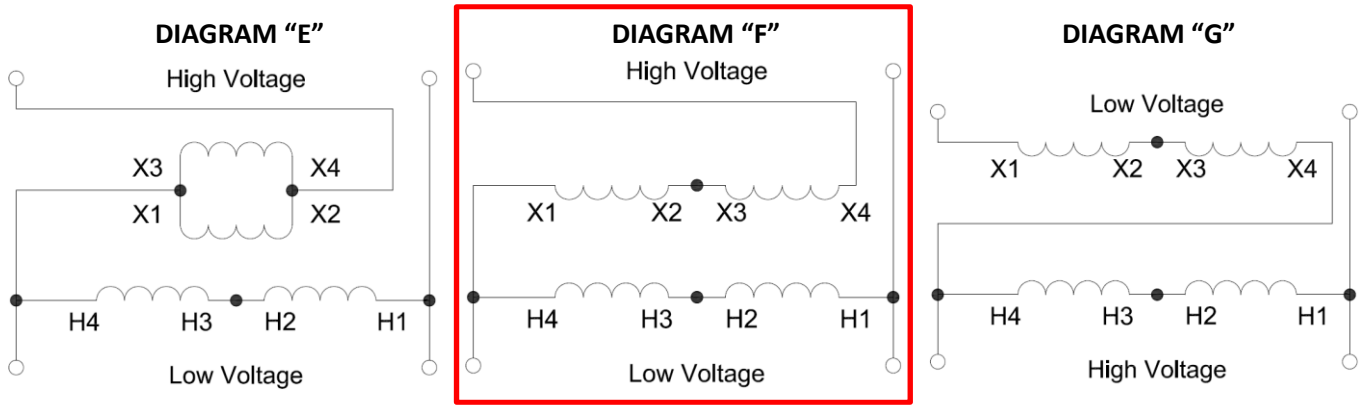 DIAGRAM “E”
High Voltage
X3 X4
X1 X2
H4 H3 H2 H1
Low Voltage
DIAGRAM “F”
High Voltage
X1 X2 X3 X4
H4 H3 H2 H1
Low Voltage
DIAGRAM “G”
Low Voltage
X1 X2 X3 X4
H4 H3 H2 H1
High Voltage